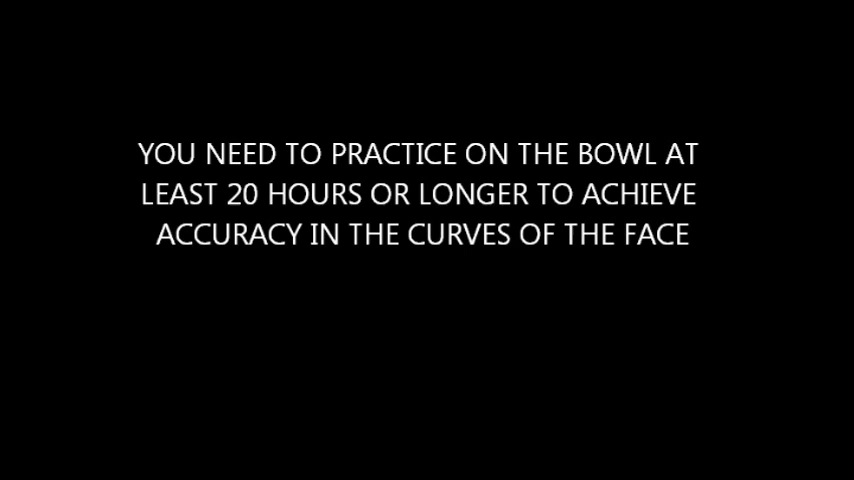 YOU NEED TO PRACTICE ON THE BOWL AT
LEAST 20 HOURS OR LONGER TO ACHIEVE
ACCURACY IN THE CURVES OF THE FACE